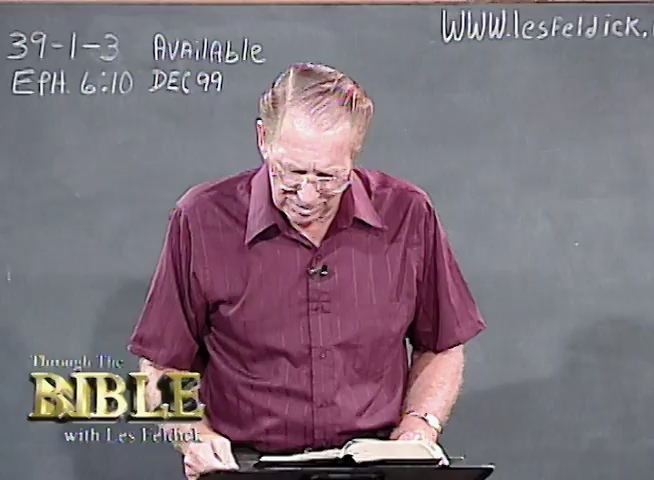 39-1-3 Available
EPH. 6:10 DEC 99
WWW.lesfeldick.
Through The
BIBLE
with Les Feldick